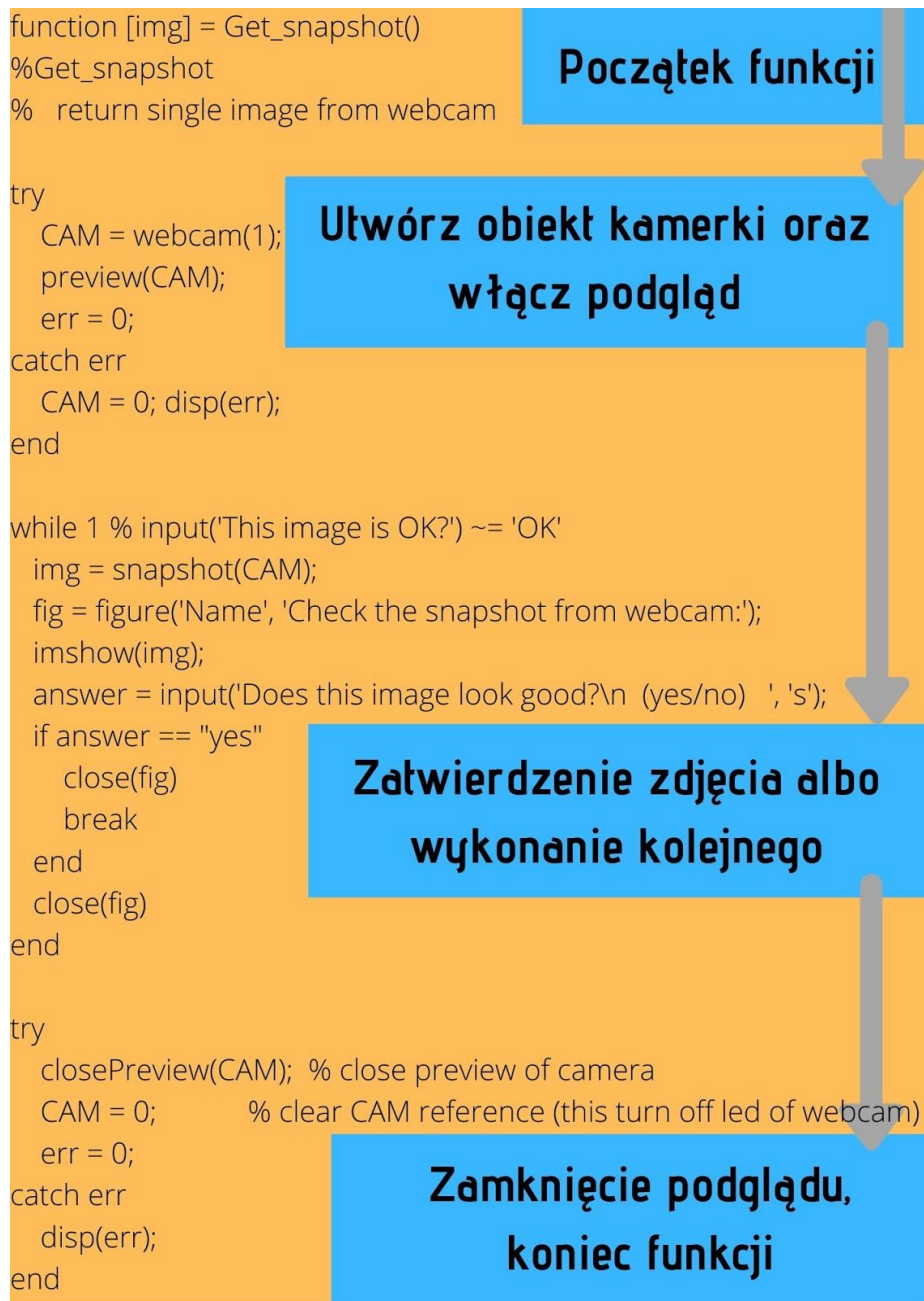 function [img] = Get_snapshot()
%Get_snapshot
%   return single image from webcam
Początek funkcji
try
CAM = webcam(1);
preview(CAM);
err = 0;
catch err
CAM = 0; disp(err);
end
Utwórz obiekt kamerki oraz
włącz podgląd
while 1 % input('This image is OK?') ~= 'OK'
img = snapshot(CAM);
fig = figure('Name', 'Check the snapshot from webcam:');
imshow(img);
answer = input('Does this image look good?\n  (yes/no)   ', 's');
if answer == "yes"
close(fig)
break
end
close(fig)
end
Zatwierdzenie zdjęcia albo
wykonanie kolejnego
try
closePreview(CAM);  % close preview of camera
CAM = 0;          % clear CAM reference (this turn off led of webcam)
err = 0;
catch err
disp(err);
end
Zamknięcie podglądu,
koniec funkcji